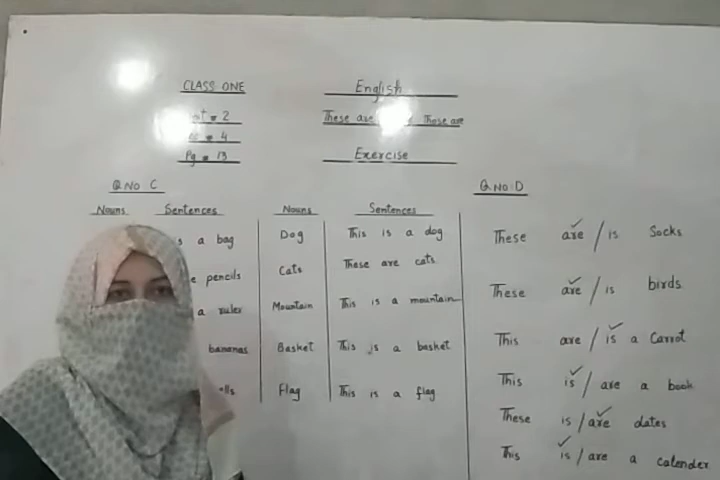 CLASS ONE
English
= 2
These are Those are
= 4
Pg = 13
Exercise
Q NO C
Q NO D
Nouns Sentences Nouns Sentences
a bag Dog This is a dog
These are / is Socks
pencils Cats These are cats
These are / is birds
a ruler Mountain This is a mountain
This are / is a Carrot
bananas Basket This is a basket
This is / are a book
Flag This is a flag
These is / are dates
This is / are a calender